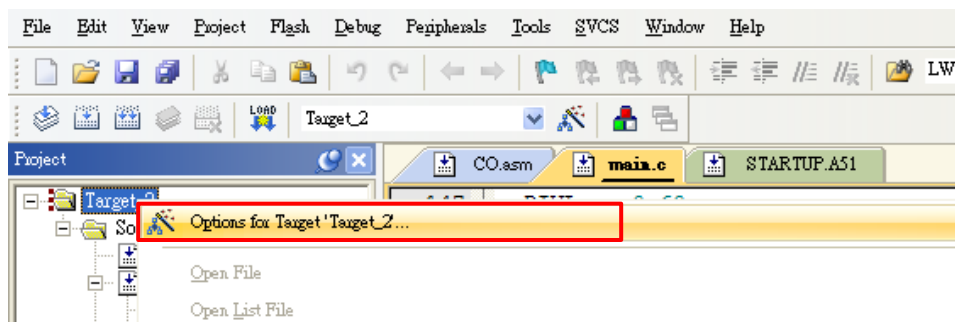 File Edit View Project Flash Debug Peripherals Tools SVCS Window Help
LW
LOAD Target_2
Project CO.asm main.c STARTUP.A51
Target_2
So Options for Target 'Target_2'...
Open File
Open List File